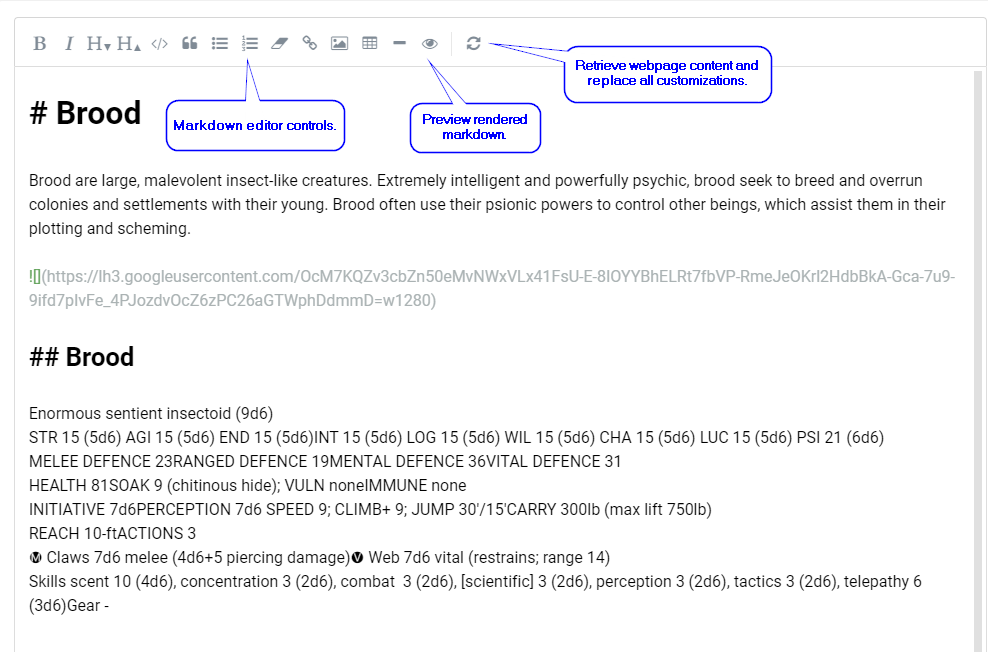 B I H▾ H▴ </>
Retrieve webpage content and
replace all customizations.
Markdown editor controls.
Preview rendered
markdown.
# Brood
Brood are large, malevolent insect-like creatures. Extremely intelligent and powerfully psychic, brood seek to breed and overrun
colonies and settlements with their young. Brood often use their psionic powers to control other beings, which assist them in their
plotting and scheming.
![](https://lh3.googleusercontent.com/OcM7KQZv3cbZn50eMvNWxVLx41FsU-E-8IOYYBhELRt7fbVP-RmeJeOKrI2HdbBkA-Gca-7u9-
9ifd7pIvFe_4PJozdvOcZ6zPC26aGTWphDdmmD=w1280)
## Brood
Enormous sentient insectoid (9d6)
STR 15 (5d6) AGI 15 (5d6) END 15 (5d6)INT 15 (5d6) LOG 15 (5d6) WIL 15 (5d6) CHA 15 (5d6) LUC 15 (5d6) PSI 21 (6d6)
MELEE DEFENCE 23RANGED DEFENCE 19MENTAL DEFENCE 36VITAL DEFENCE 31
HEALTH 81SOAK 9 (chitinous hide); VULN noneIMMUNE none
INITIATIVE 7d6PERCEPTION 7d6 SPEED 9; CLIMB+ 9; JUMP 30'/15'CARRY 300lb (max lift 750lb)
REACH 10-ftACTIONS 3
🅜 Claws 7d6 melee (4d6+5 piercing damage)🅥 Web 7d6 vital (restrains; range 14)
Skills scent 10 (4d6), concentration 3 (2d6), combat  3 (2d6), [scientific] 3 (2d6), perception 3 (2d6), tactics 3 (2d6), telepathy 6
(3d6)Gear -